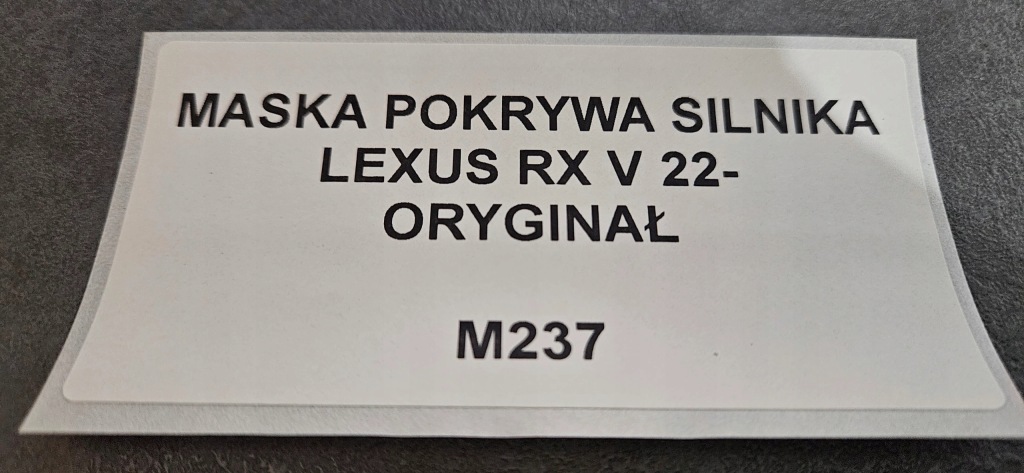 MASKA POKRYWA SILNIKA
LEXUS RX V 22-
ORYGINAŁ
M237